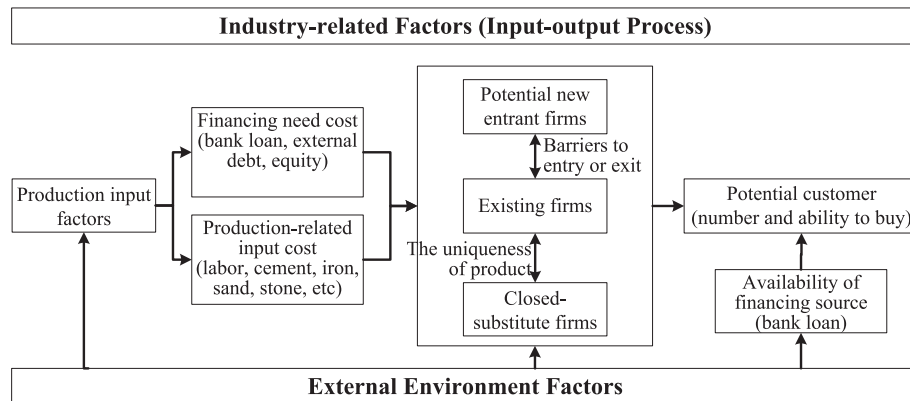 Industry-related Factors (Input-output Process)
Production input
factors
Financing need cost
(bank loan, external
debt, equity)
Production-related
input cost
(labor, cement, iron,
sand, stone, etc)
Potential new
entrant firms
Barriers to
entry or exit
Existing firms
The uniqueness
of product
Closed-
substitute firms
Potential customer
(number and ability to buy)
Availability of
financing source
(bank loan)
External Environment Factors